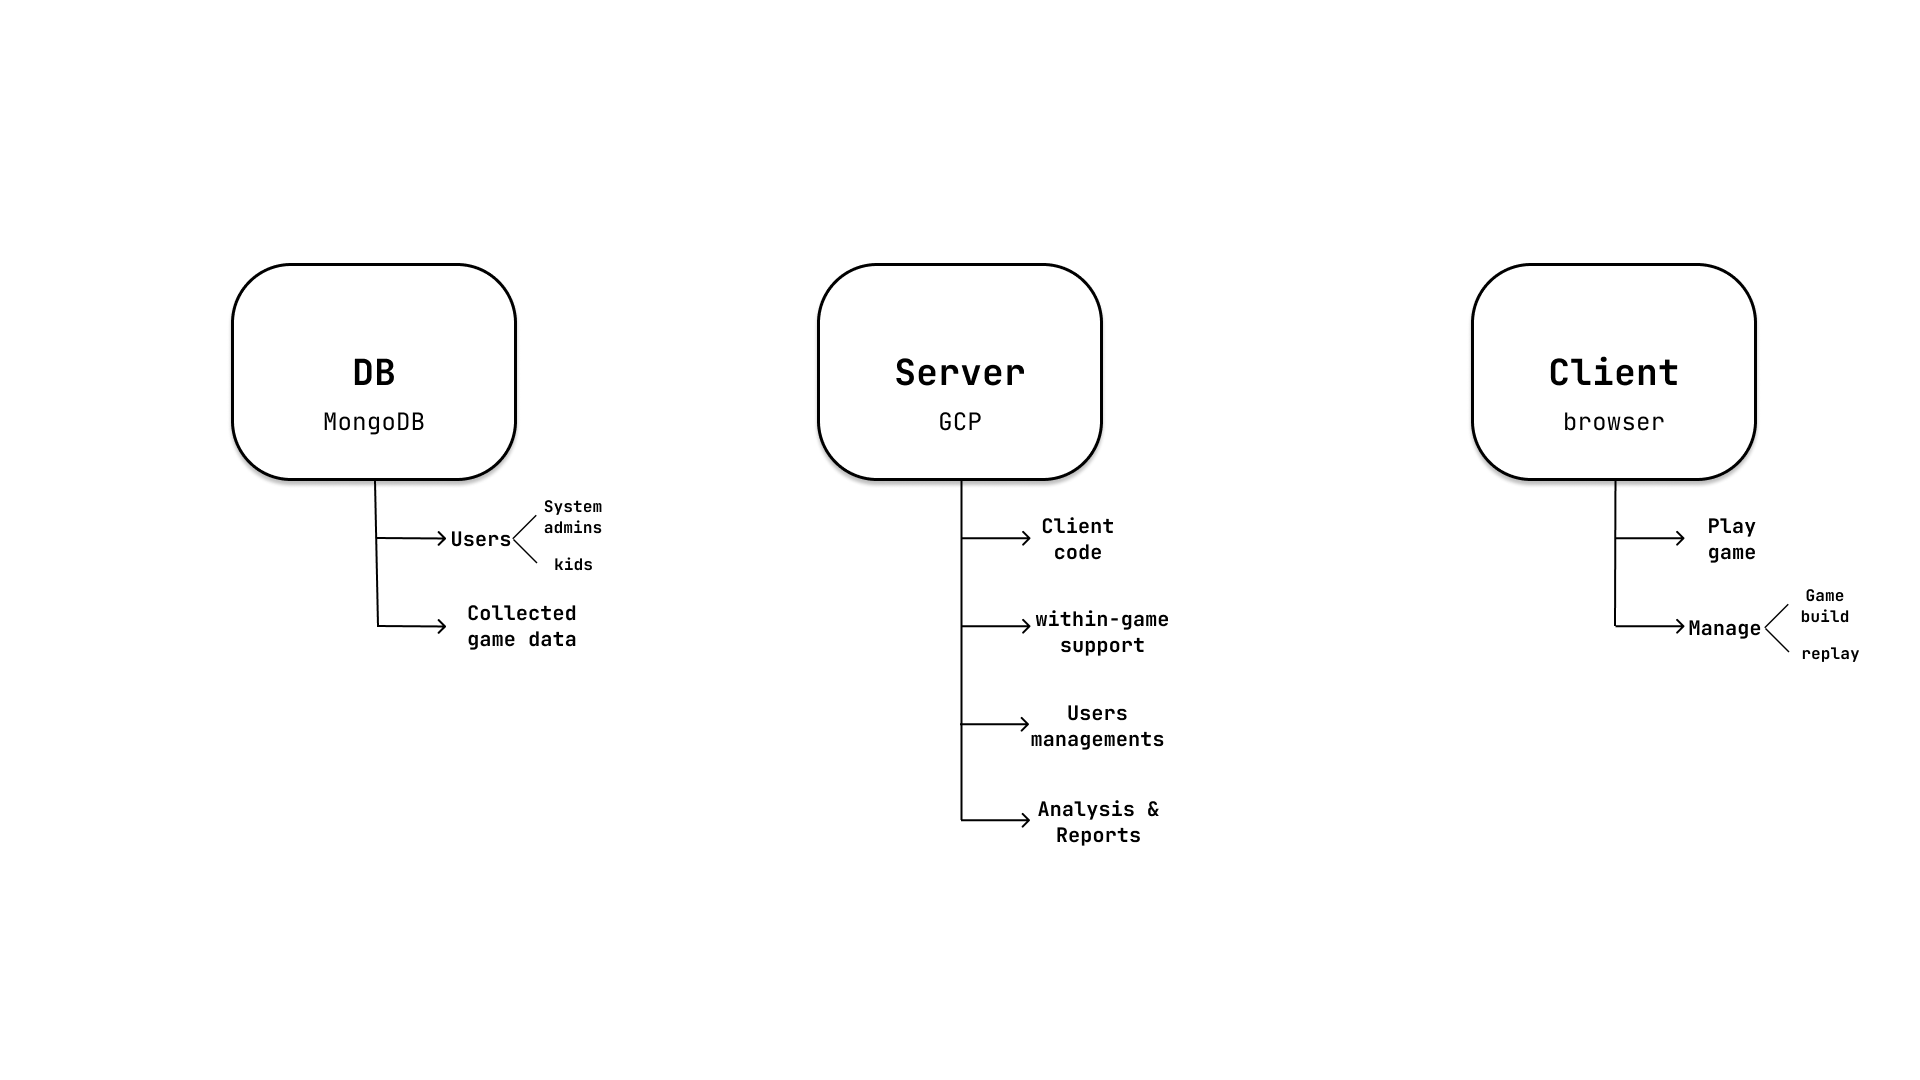 DB
MongoDB
Users
System
admins
kids
Collected
game data
Server
GCP
Client
code
within-game
support
Users
managements
Analysis &
Reports
Client
browser
Play
game
Manage
Game
build
replay